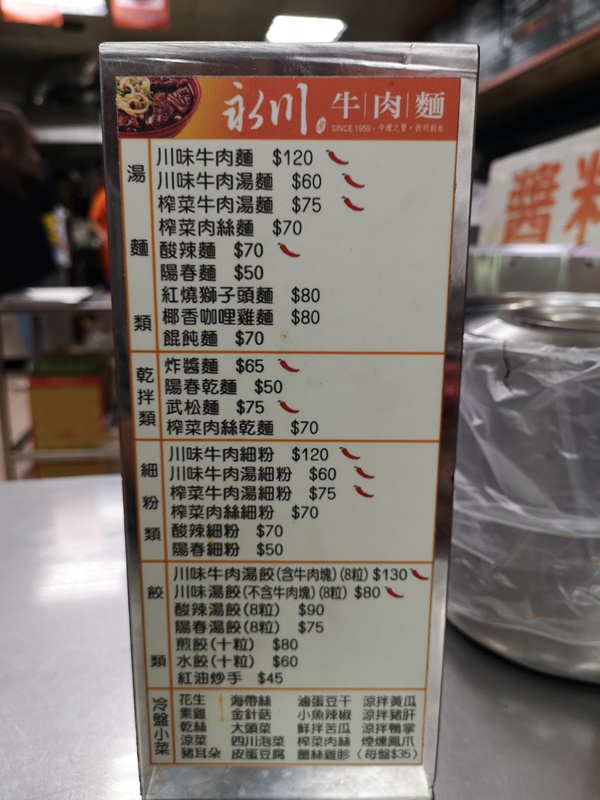 永川 牛|肉|麵
SINCE 1959・中壢之寶・新明創始
湯麵類
川味牛肉麵 $120
川味牛肉湯麵 $60
榨菜牛肉湯麵 $75
榨菜肉絲麵 $70
酸辣麵 $70
陽春麵 $50
紅燒獅子頭麵 $80
椰香咖哩雞麵 $80
餛飩麵 $70
乾拌類
炸醬麵 $65
陽春乾麵 $50
武松麵 $75
榨菜肉絲乾麵 $70
細粉類
川味牛肉細粉 $120
川味牛肉湯細粉 $60
榨菜牛肉湯細粉 $75
榨菜肉絲細粉 $70
酸辣細粉 $70
陽春細粉 $50
餃類
川味牛肉湯餃(含牛肉塊)(8粒) $130
川味湯餃(不含牛肉塊)(8粒) $80
酸辣湯餃(8粒) $90
陽春湯餃(8粒) $75
煎餃(十粒) $80
水餃(十粒) $60
紅油炒手 $45
冷盤小菜
花生 海帶絲 滷蛋豆干 涼拌黃瓜
素雞 金針菇 小魚辣椒 涼拌豬肝
乾絲 大頭菜 鮮拌苦瓜 涼拌鴨掌
涼菜 四川泡菜 榨菜肉絲 煙燻鳳爪
豬耳朵 皮蛋豆腐 薑絲雞胗 (每盤$35)
醬料